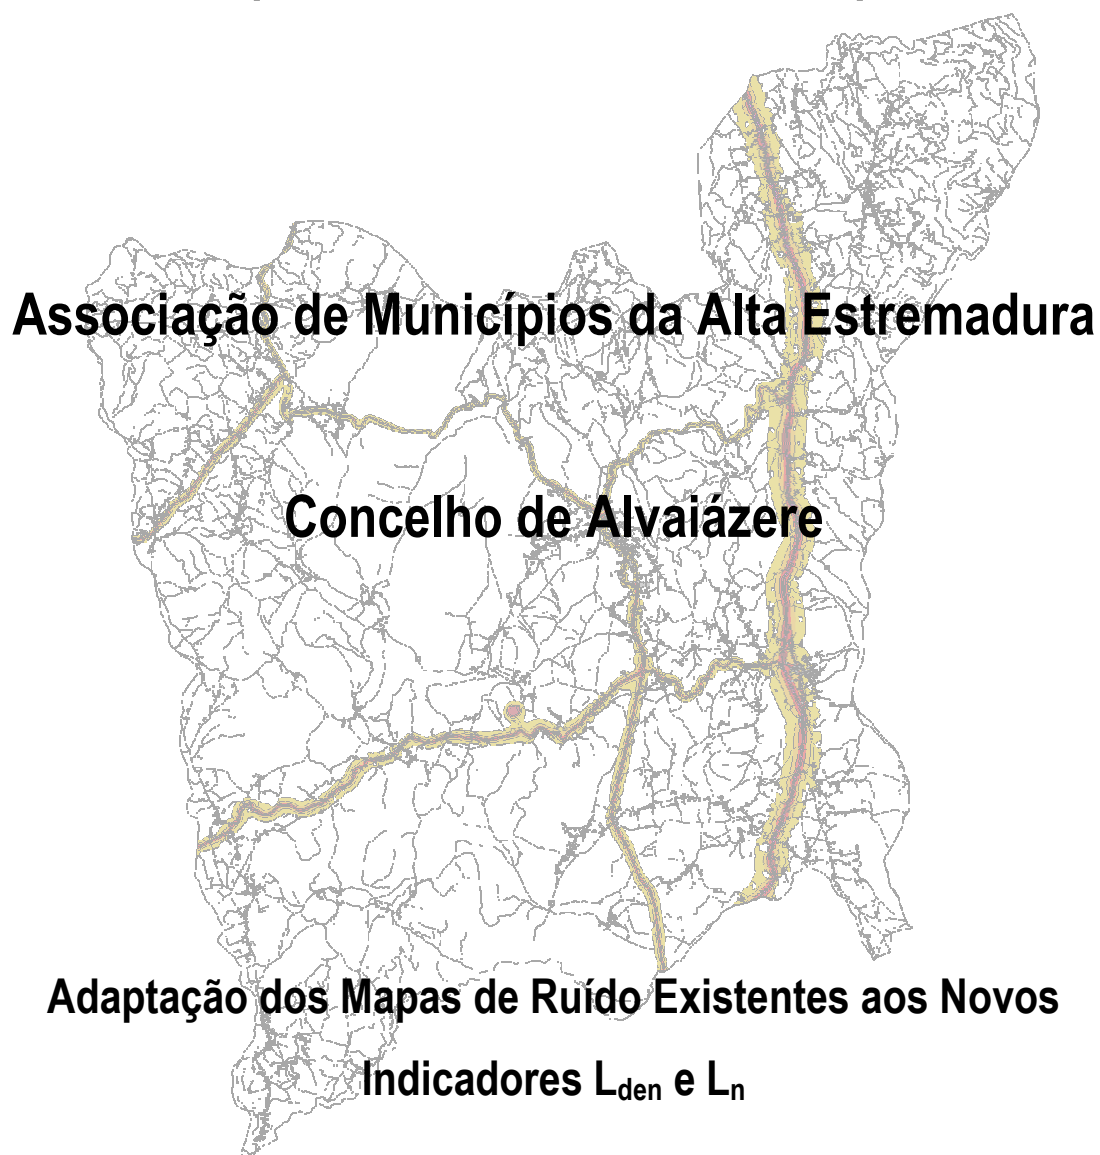 Associação de Municípios da Alta Estremadura
Concelho de Alvaiázere
Adaptação dos Mapas de Ruído Existentes aos Novos
Indicadores Lden e Ln